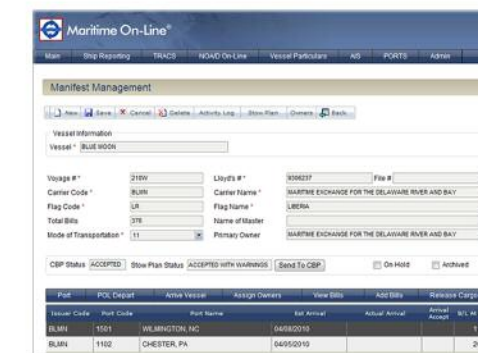 Maritime On-Line®
Main Ship Reporting TRACS NOA/D On-Line Vessel Particulars AIS PORTS Admin
Manifest Management
New Save Cancel Delete Activity Log Stow Plan Owners Back
Vessel Information
Vessel * BLUE MOON
Voyage # * 218W Lloyd's # * File #
Carrier Code * BLMN Carrier Name * MARITIME EXCHANGE FOR THE DELAWARE RIVER AND BAY
Flag Code * LR Flag Name * LIBERIA
Total Bills 376 Name of Master
Mode of Transportation * 11 Primary Owner MARITIME EXCHANGE FOR THE DELAWARE RIVER AND BAY
CBP Status ACCEPTED Stow Plan Status ACCEPTED WITH WARNINGS Send To CBP On Hold Archived
Port POL Depart Arrive Vessel Assign Owners View Bills Add Bills Release Cargo
Issuer Code Port Code Port Name Est Arrival Actual Arrival Arrival Accept B/L At
BLMN 1501 WILMINGTON, NC 04/08/2010
BLMN 1102 CHESTER, PA 04/05/2010